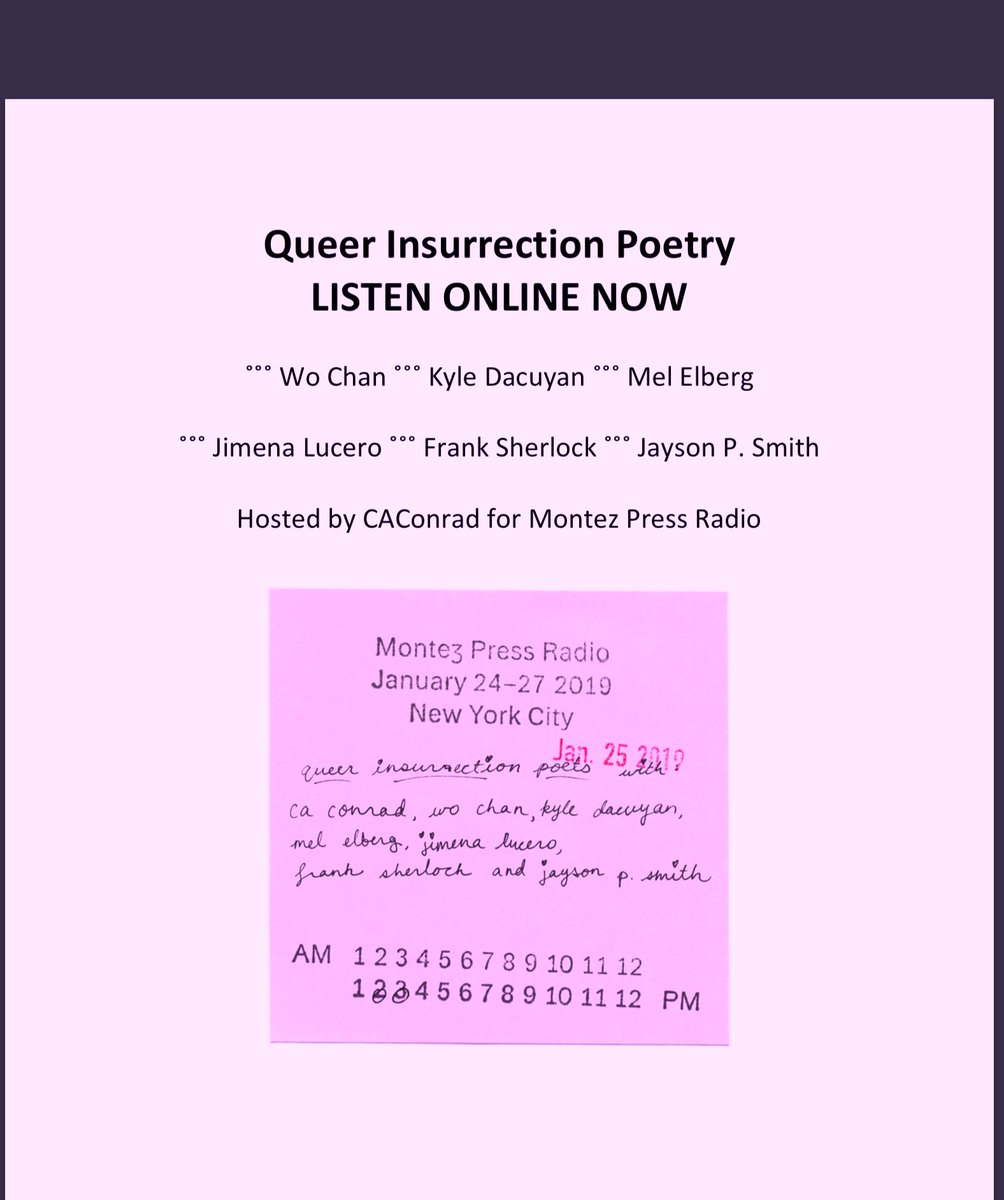 Queer Insurrection Poetry
LISTEN ONLINE NOW
°°° Wo Chan °°° Kyle Dacuyan °°° Mel Elberg
°°° Jimena Lucero °°° Frank Sherlock °°° Jayson P. Smith
Hosted by CAConrad for Montez Press Radio
Montez Press Radio
January 24–27 2019
New York City
Jan. 25 2019
queer insurrection poets with:
ca conrad, wo chan, kyle dacuyan,
mel elberg, jimena lucero,
frank sherlock and jayson p. smith
AM 1 2 3 4 5 6 7 8 9 10 11 12
1 2 3 4 5 6 7 8 9 10 11 12 PM